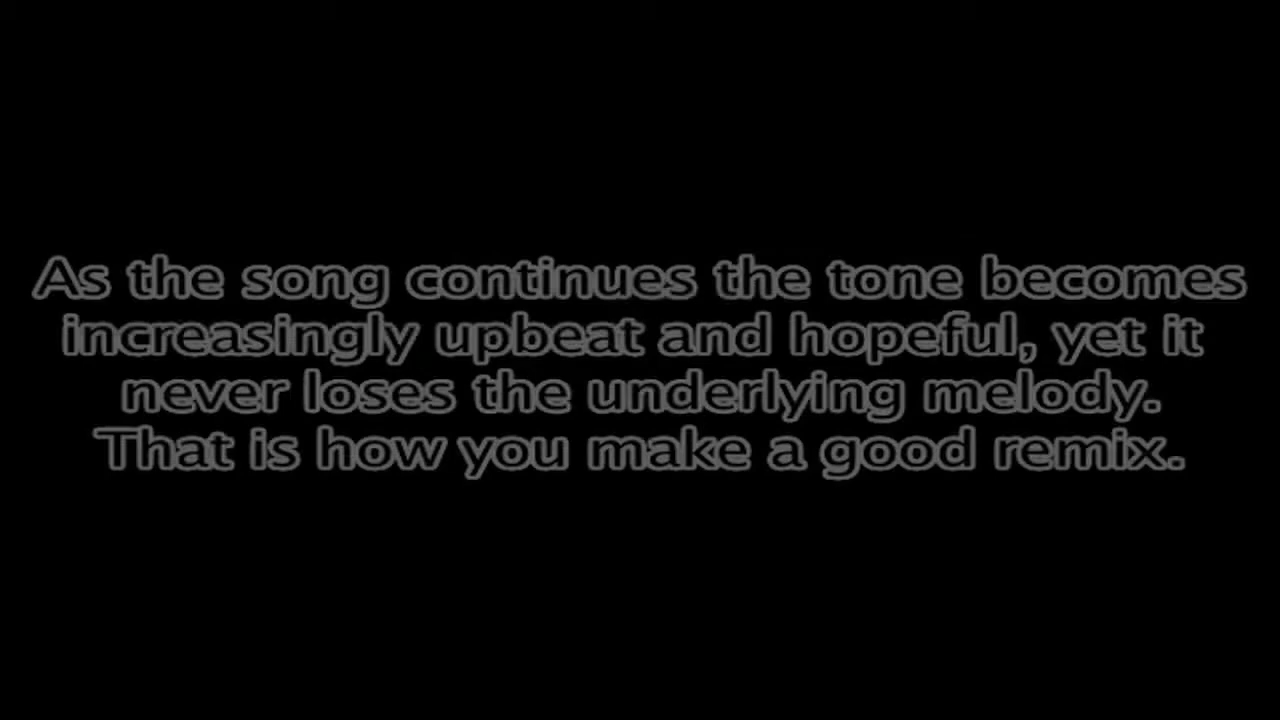 As the song continues the tone becomes
increasingly upbeat and hopeful, yet it
never loses the underlying melody.
That is how you make a good remix.